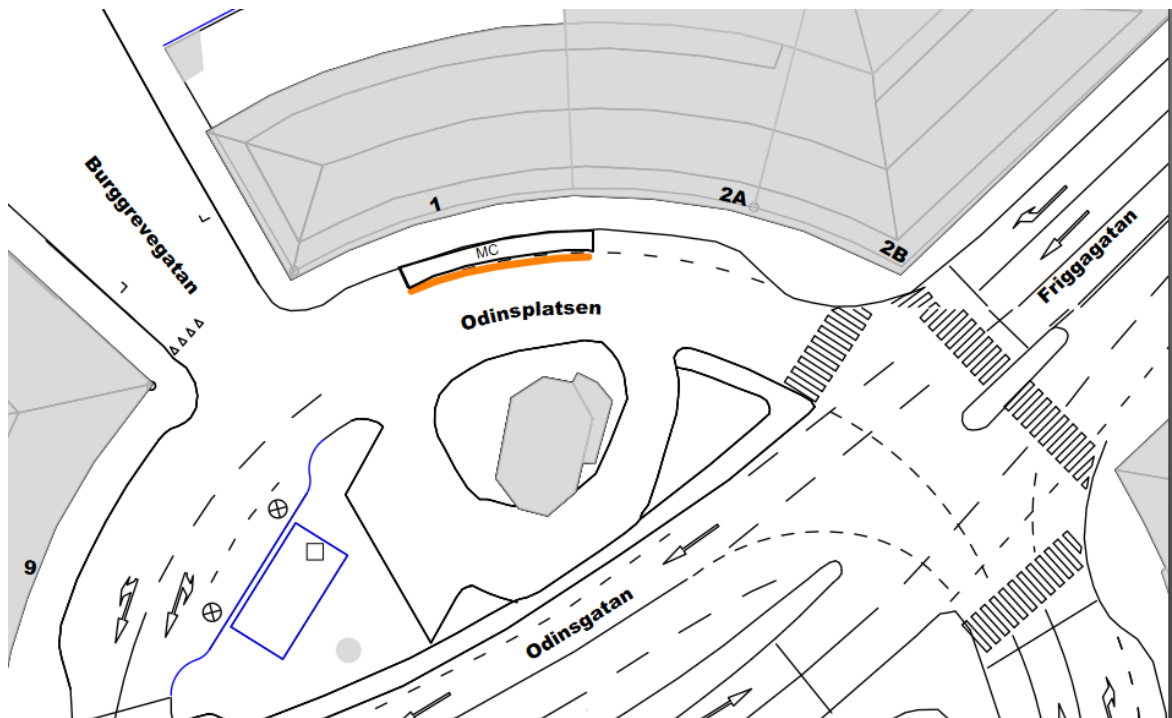 Burggrevegatan
1
2A
2B
MC
Odinsplatsen
Friggagatan
9
Odinsgatan